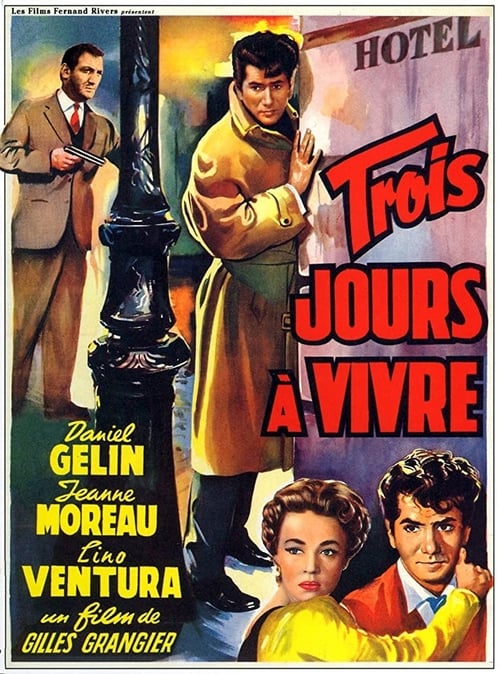 Les Films Fernand Rivers présentent
HOTEL
Trois
JOURS
À VIVRE
Daniel
GELIN
Jeanne
MOREAU
Lino
VENTURA
un film de
GILLES GRANGIER